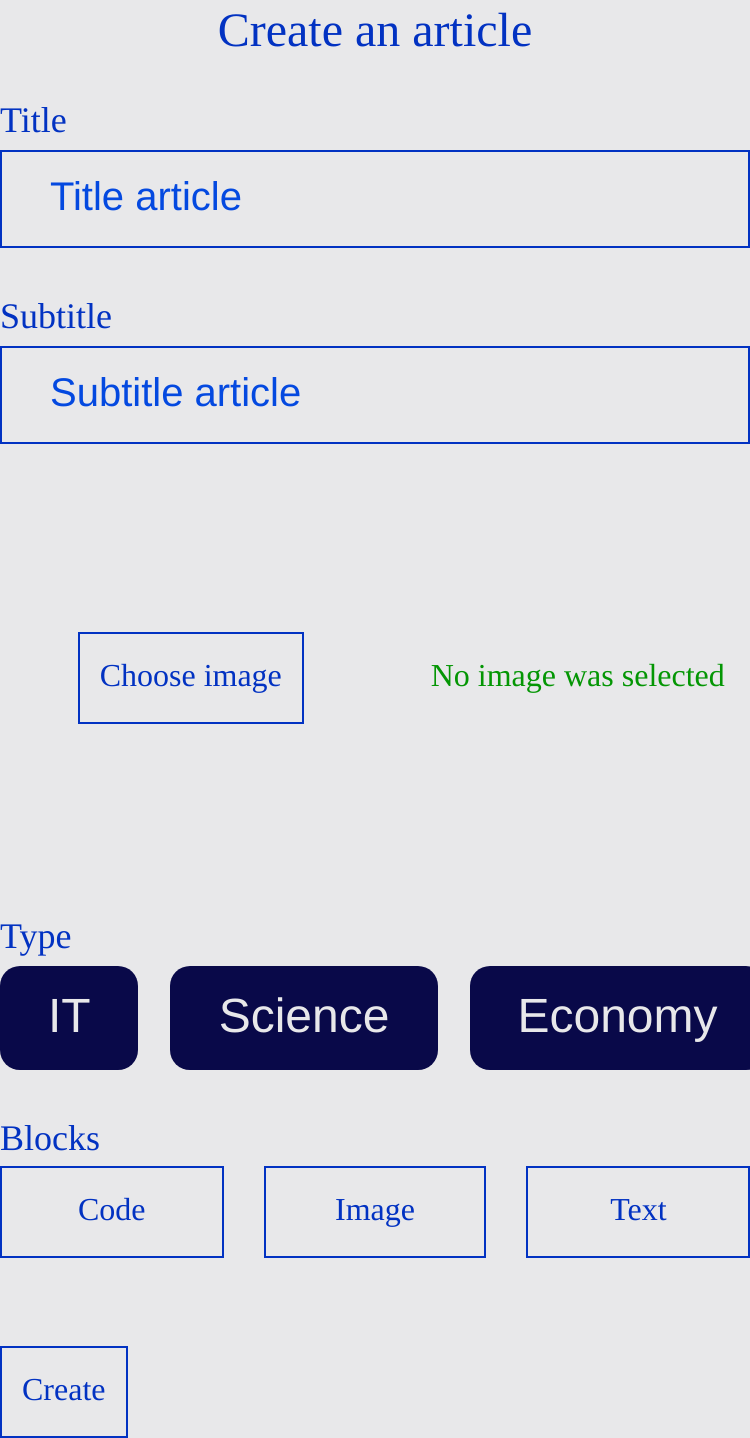 Create an article
Title
Title article
Subtitle
Subtitle article
Choose image No image was selected
Type
IT Science Economy
Blocks
Code Image Text
Create